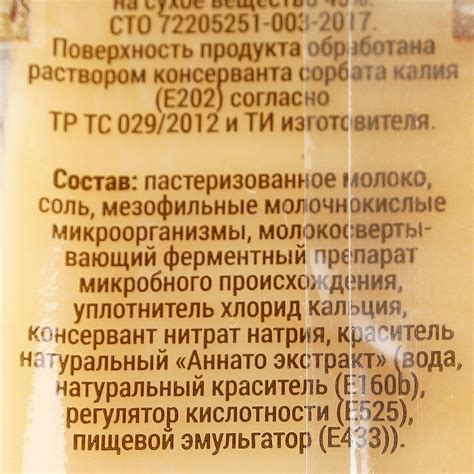 на сухое вещество 45%.
СТО 72205251-003-2017.
Поверхность продукта обработана
раствором консерванта сорбата калия
(Е202) согласно
ТР ТС 029/2012 и ТИ изготовителя.
Состав: пастеризованное молоко,
соль, мезофильные молочнокислые
микроорганизмы, молокосверты-
вающий ферментный препарат
микробного происхождения,
уплотнитель хлорид кальция,
консервант нитрат натрия, краситель
натуральный «Аннато экстракт» (вода,
натуральный краситель (Е160b),
регулятор кислотности (Е525),
пищевой эмульгатор (Е433)).